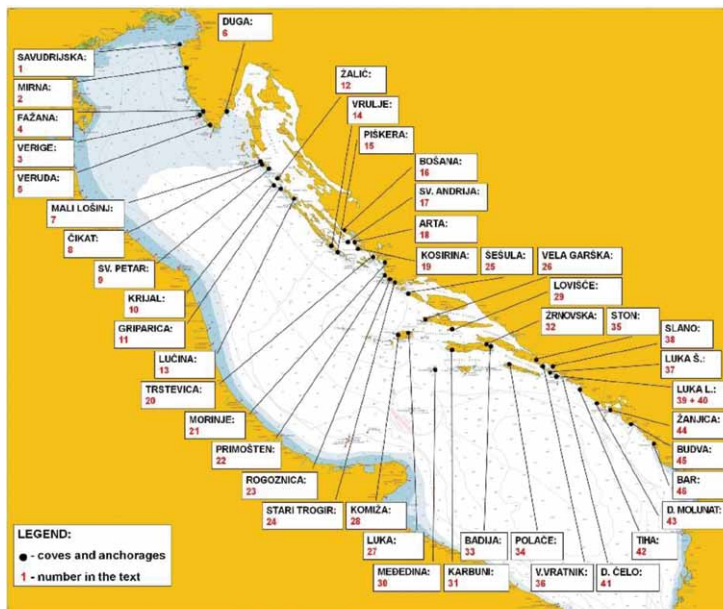 DUGA:
6
SAVUDRIJSKA:
1
MIRNA:
2
FAŽANA:
4
VERIGE:
3
VERUDA:
5
MALI LOŠINJ:
7
ČIKAT:
8
SV. PETAR:
9
KRIJAL:
10
GRIPARICA:
11
LUČINA:
13
TRSTEVICA:
20
MORINJE:
21
PRIMOŠTEN:
22
ROGOZNICA:
23
STARI TROGIR:
24
ŽALIĆ:
12
VRULJE:
14
PIŠKERA:
15
BOŠANA:
16
SV. ANDRIJA:
17
ARTA:
18
KOSIRINA:
19
ŠEŠULA:
25
VELA GARŠKA:
26
LOVIŠĆE:
29
ŽRNOVSKA:
32
STON:
35
SLANO:
38
LUKA Š.:
37
LUKA L.:
39 + 40
ŽANJICA:
44
BUDVA:
45
BAR:
46
D. MOLUNAT:
43
TIHA:
42
D. ČELO:
41
V.VRATNIK:
36
POLAČE:
34
BADIJA:
33
KARBUNI:
31
MEĐEDINA:
30
LUKA:
27
KOMIŽA:
28
LEGEND:
- coves and anchorages
1 - number in the text